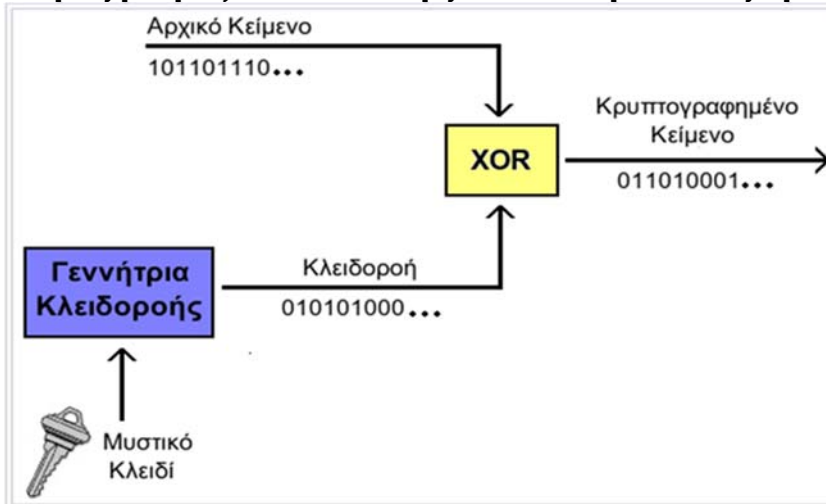 Αρχικό Κείμενο
101101110...
XOR
Κρυπτογραφημένο
Κείμενο
011010001...
Γεννήτρια
Κλειδοροής
Κλειδοροή
010101000...
Μυστικό
Κλειδί